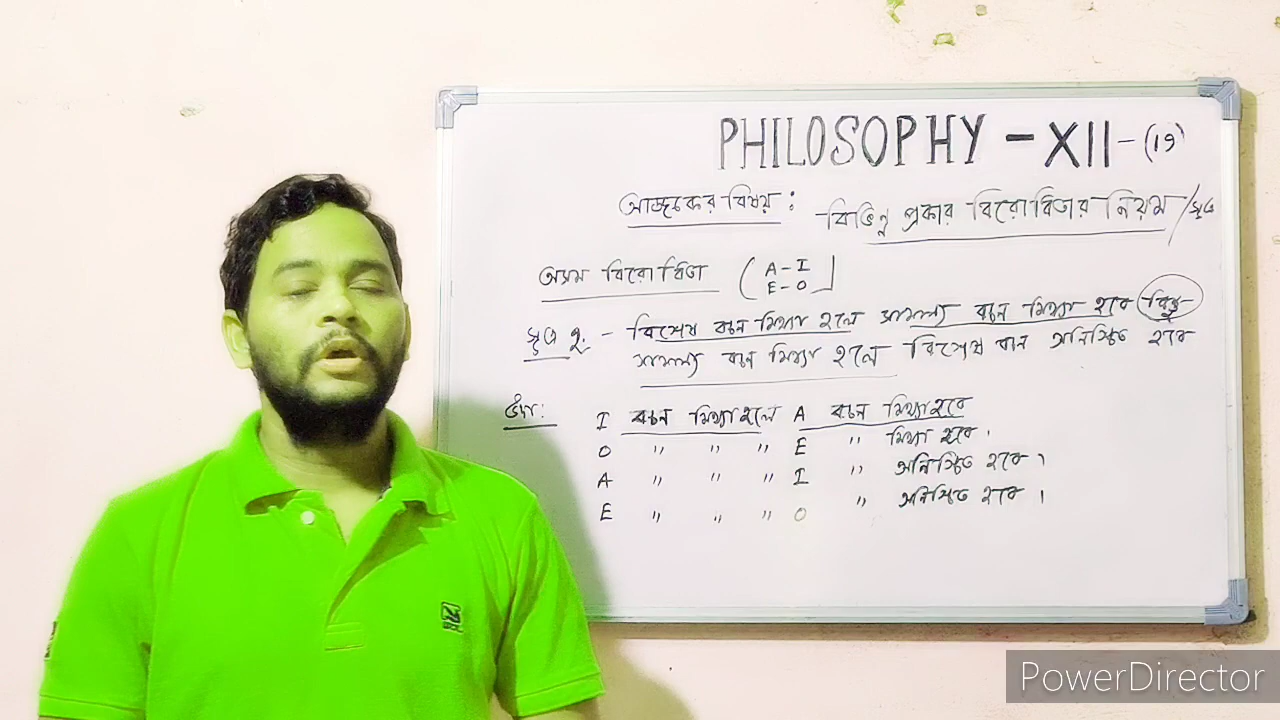 PHILOSOPHY - XII - (19)
আজকের বিষয় : বিভিন্ন প্রকার বিরোধিতার নিয়ম / সূত্র
অসম বিরোধিতা ( A - I
E - O )
সূত্র ২: - বিশেষ বচন মিথ্যা হলে সামান্য বচন মিথ্যা হবে কিন্তু -
সামান্য বচন মিথ্যা হলে বিশেষ বচন অনিশ্চিত হবে
উদা: I বচন মিথ্যা হলে A বচন মিথ্যা হবে
O " " " E " মিথ্যা হবে ।
A " " " I " অনিশ্চিত হবে ।
E " " " O " অনিশ্চিত হবে ।
PowerDirector